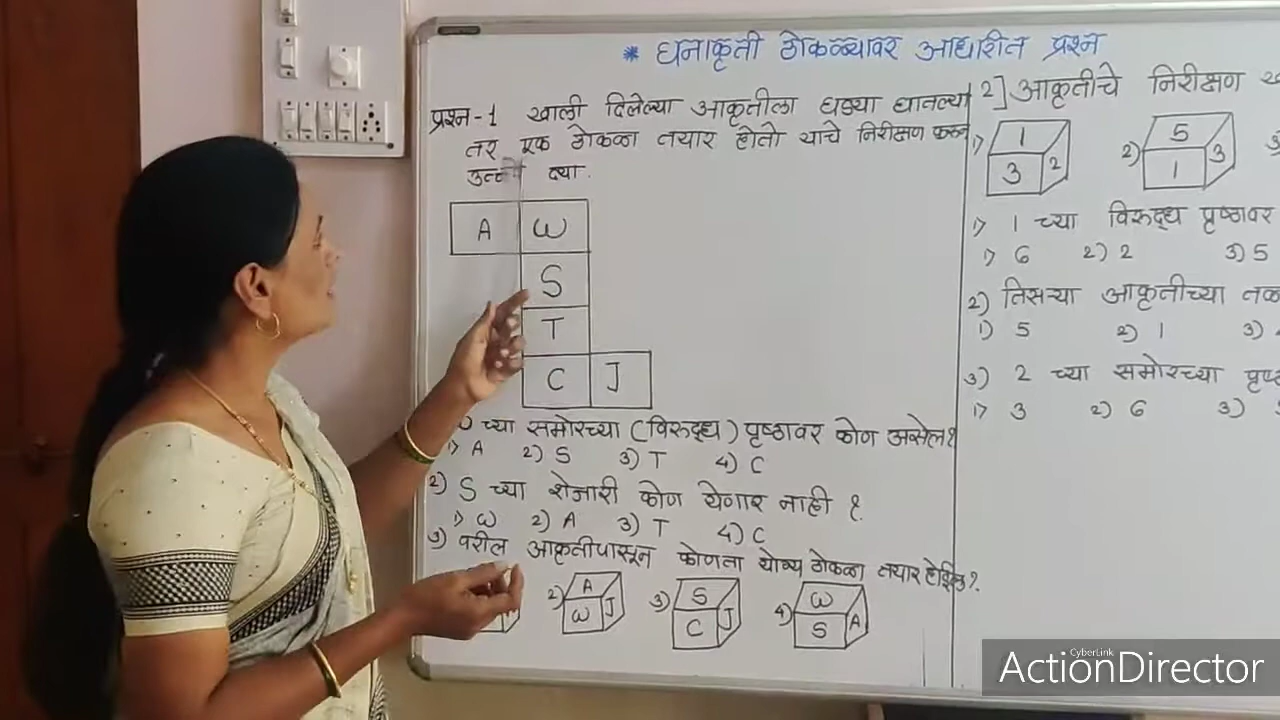 * घनाकृती ठोकळ्यावर आधारीत प्रश्न
प्रश्न-1 खाली दिलेल्या आकृतीला घड्या घातल्या
तर एक ठोकळा तयार होतो याचे निरीक्षण करून
द्या.
A W
S
T
C J
च्या समोरच्या (विरुद्ध) पृष्ठावर कोण असेल?
1) A 2) S 3) T 4) C
2) S च्या शेजारी कोण येणार नाही ?
1) W 2) A 3) T 4) C
3) वरील आकृतीपासून कोणता योग्य ठोकळा तयार होईल?
2) A W J 3) S C J 4) W S A
2] आकृतीचे निरीक्षण
1) 1 3 2 2) 5 1 3
1) 1 च्या विरुद्ध पृष्ठावर
1) 6 2) 2 3) 5
2) तिसऱ्या आकृतीच्या
1) 5 2) 1 3)
3) 2 च्या समोरच्या
1) 3 2) 6 3)
CyberLink
ActionDirector